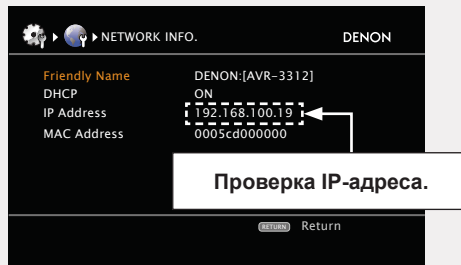 NETWORK INFO. DENON
Friendly Name DENON:[AVR-3312]
DHCP ON
IP Address 192.168.100.19
MAC Address 0005cd000000
Проверка IP-адреса.
RETURN Return